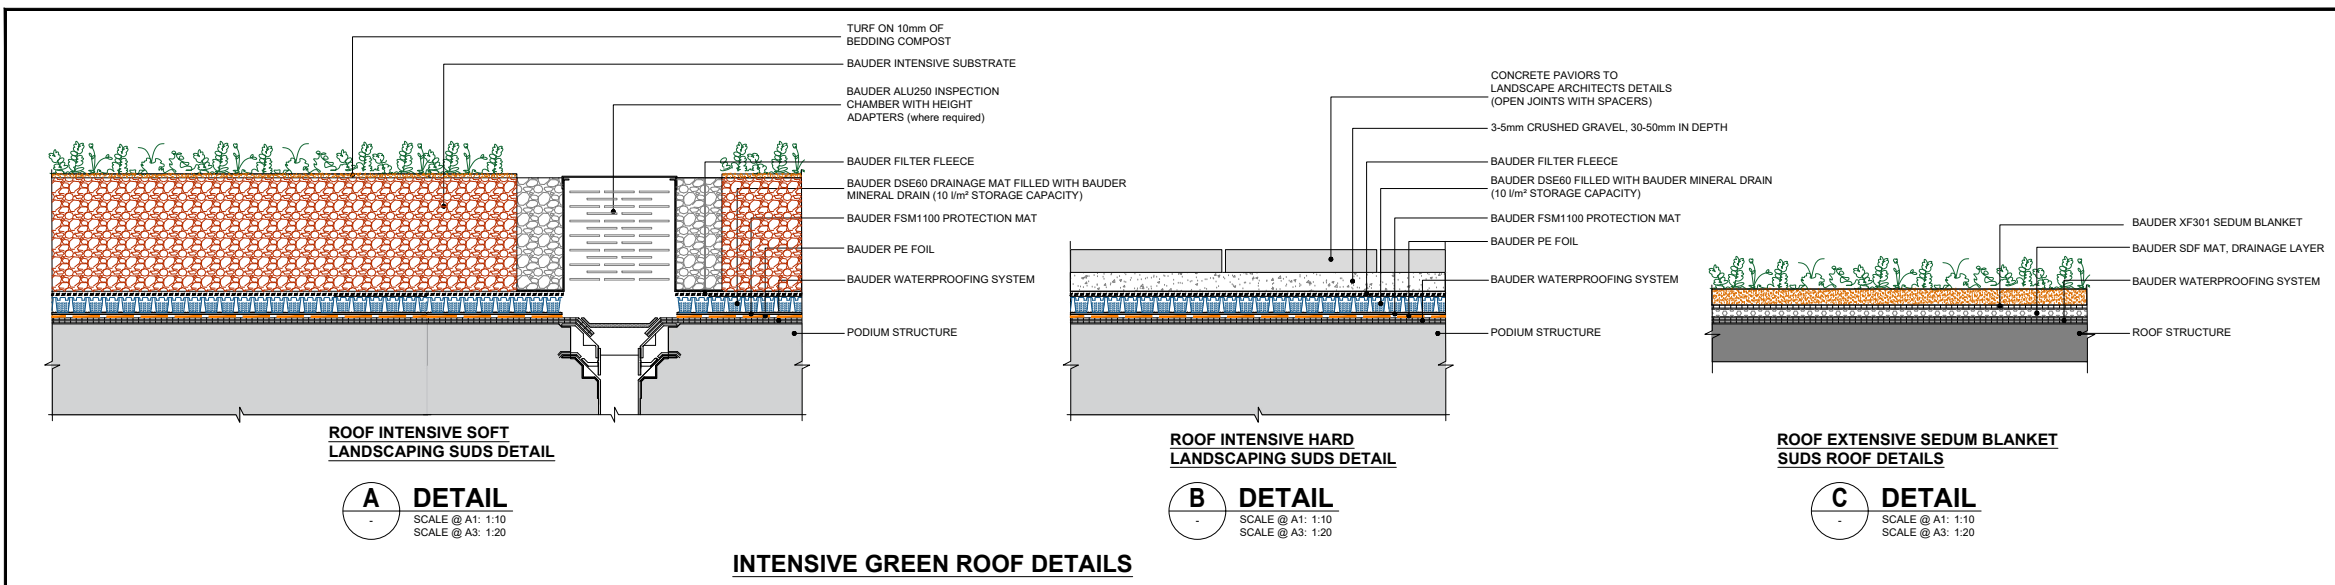 TURF ON 10mm OF
BEDDING COMPOST
BAUDER INTENSIVE SUBSTRATE
BAUDER ALU250 INSPECTION
CHAMBER WITH HEIGHT
ADAPTERS (where required)
BAUDER FILTER FLEECE
BAUDER DSE60 DRAINAGE MAT FILLED WITH BAUDER
MINERAL DRAIN (10 l/m² STORAGE CAPACITY)
BAUDER FSM1100 PROTECTION MAT
BAUDER PE FOIL
BAUDER WATERPROOFING SYSTEM
PODIUM STRUCTURE
ROOF INTENSIVE SOFT
LANDSCAPING SUDS DETAIL
A DETAIL
- SCALE @ A1: 1:10
SCALE @ A3: 1:20
CONCRETE PAVIORS TO
LANDSCAPE ARCHITECTS DETAILS
(OPEN JOINTS WITH SPACERS)
3-5mm CRUSHED GRAVEL, 30-50mm IN DEPTH
BAUDER FILTER FLEECE
BAUDER DSE60 FILLED WITH BAUDER MINERAL DRAIN
(10 l/m² STORAGE CAPACITY)
BAUDER FSM1100 PROTECTION MAT
BAUDER PE FOIL
BAUDER WATERPROOFING SYSTEM
PODIUM STRUCTURE
ROOF INTENSIVE HARD
LANDSCAPING SUDS DETAIL
B DETAIL
- SCALE @ A1: 1:10
SCALE @ A3: 1:20
BAUDER XF301 SEDUM BLANKET
BAUDER SDF MAT, DRAINAGE LAYER
BAUDER WATERPROOFING SYSTEM
ROOF STRUCTURE
ROOF EXTENSIVE SEDUM BLANKET
SUDS ROOF DETAILS
C DETAIL
- SCALE @ A1: 1:10
SCALE @ A3: 1:20
INTENSIVE GREEN ROOF DETAILS